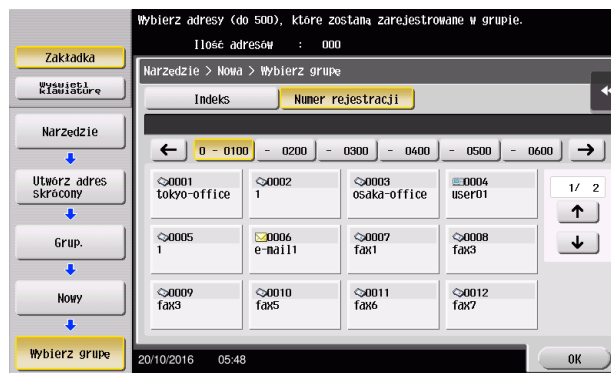 Wybierz adresy (do 500), które zostaną zarejestrowane w grupie.
Ilość adresów : 000
Zakładka
Wyświetl
klawiaturę
Narzędzie
Utwórz adres
skrócony
Grup.
Nowy
Wybierz grupę
Narzędzie > Nowa > Wybierz grupę
Indeks
Numer rejestracji
0 - 0100 - 0200 - 0300 - 0400 - 0500 - 0600
0001
tokyo-office
0002
1
0003
osaka-office
0004
user01
1/ 2
0005
1
0006
e-mail1
0007
fax1
0008
fax3
0009
fax3
0010
fax5
0011
fax6
0012
fax7
20/10/2016 05:48
OK